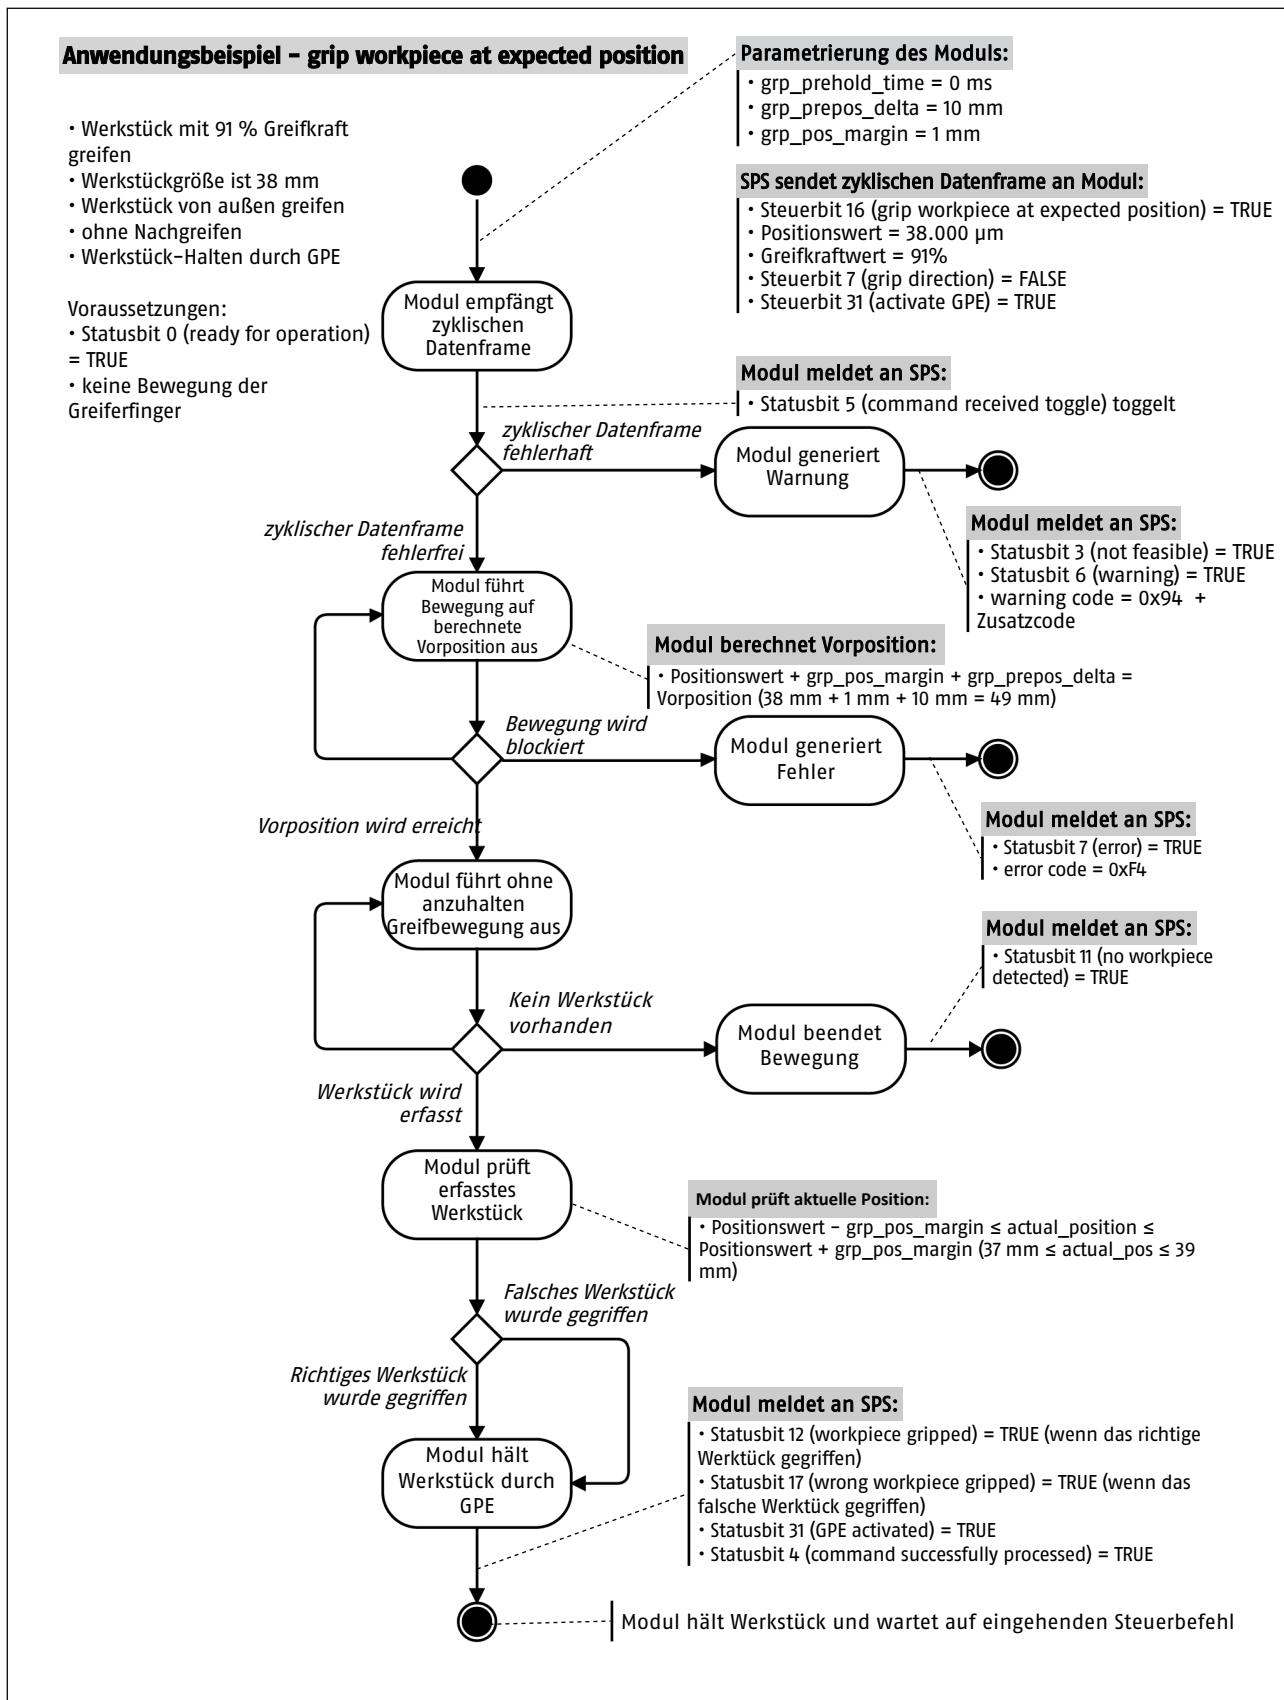 Anwendungsbeispiel – grip workpiece at expected position
• Werkstück mit 91 % Greifkraft
greifen
• Werkstückgröße ist 38 mm
• Werkstück von außen greifen
• ohne Nachgreifen
• Werkstück-Halten durch GPE
Voraussetzungen:
• Statusbit 0 (ready for operation)
= TRUE
• keine Bewegung der
Greiferfinger
Parametrierung des Moduls:
• grp_prehold_time = 0 ms
• grp_prepos_delta = 10 mm
• grp_pos_margin = 1 mm
SPS sendet zyklischen Datenframe an Modul:
• Steuerbit 16 (grip workpiece at expected position) = TRUE
• Positionswert = 38.000 µm
• Greifkraftwert = 91%
• Steuerbit 7 (grip direction) = FALSE
• Steuerbit 31 (activate GPE) = TRUE
Modul empfängt
zyklischen
Datenframe
Modul meldet an SPS:
• Statusbit 5 (command received toggle) toggelt
zyklischer Datenframe
fehlerhaft
Modul generiert
Warnung
Modul meldet an SPS:
• Statusbit 3 (not feasible) = TRUE
• Statusbit 6 (warning) = TRUE
• warning code = 0x94 +
Zusatzcode
zyklischer Datenframe
fehlerfrei
Modul führt
Bewegung auf
berechnete
Vorposition aus
Modul berechnet Vorposition:
• Positionswert + grp_pos_margin + grp_prepos_delta =
Vorposition (38 mm + 1 mm + 10 mm = 49 mm)
Bewegung wird
blockiert
Modul generiert
Fehler
Modul meldet an SPS:
• Statusbit 7 (error) = TRUE
• error code = 0xF4
Vorposition wird erreicht
Modul führt ohne
anzuhalten
Greifbewegung aus
Modul meldet an SPS:
• Statusbit 11 (no workpiece
detected) = TRUE
Kein Werkstück
vorhanden
Modul beendet
Bewegung
Werkstück wird
erfasst
Modul prüft
erfasstes
Werkstück
Modul prüft aktuelle Position:
• Positionswert – grp_pos_margin ≤ actual_position ≤
Positionswert + grp_pos_margin (37 mm ≤ actual_pos ≤ 39
mm)
Falsches Werkstück
wurde gegriffen
Richtiges Werkstück
wurde gegriffen
Modul hält
Werkstück durch
GPE
Modul meldet an SPS:
• Statusbit 12 (workpiece gripped) = TRUE (wenn das richtige
Werktück gegriffen)
• Statusbit 17 (wrong workpiece gripped) = TRUE (wenn das
falsche Werktück gegriffen)
• Statusbit 31 (GPE activated) = TRUE
• Statusbit 4 (command successfully processed) = TRUE
Modul hält Werkstück und wartet auf eingehenden Steuerbefehl